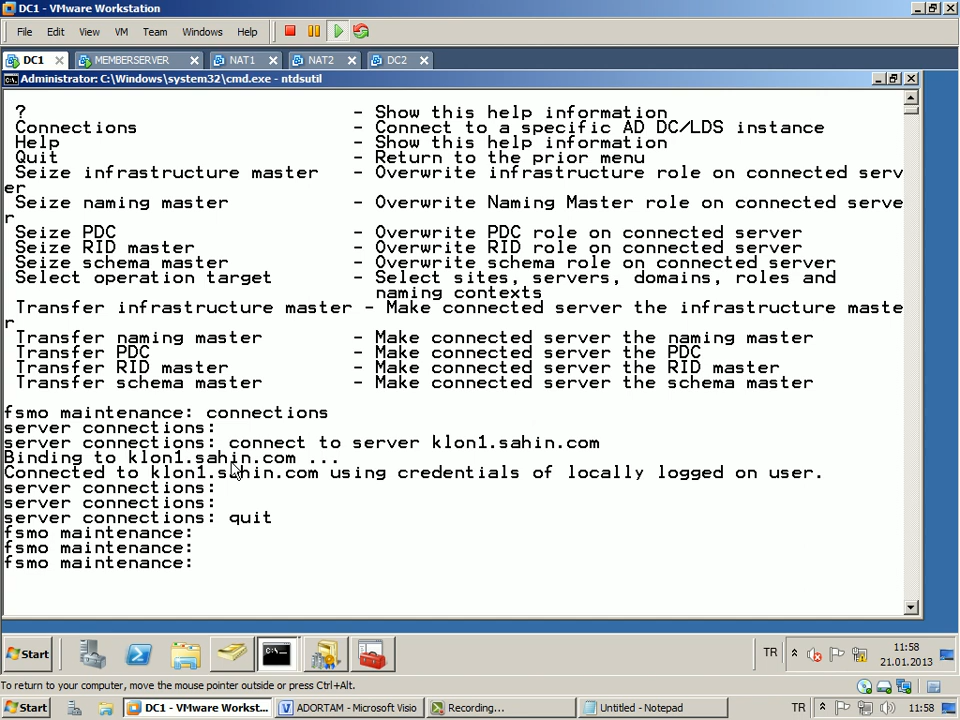 DC1 - VMware Workstation
File Edit View VM Team Windows Help
DC1 MEMBERSERVER NAT1 NAT2 DC2
Administrator: C:\Windows\system32\cmd.exe - ntdsutil
? - Show this help information
Connections - Connect to a specific AD DC/LDS instance
Help - Show this help information
Quit - Return to the prior menu
Seize infrastructure master - Overwrite infrastructure role on connected serv
er
Seize naming master - Overwrite Naming Master role on connected serve
r
Seize PDC - Overwrite PDC role on connected server
Seize RID master - Overwrite RID role on connected server
Seize schema master - Overwrite schema role on connected server
Select operation target - Select sites, servers, domains, roles and
naming contexts
Transfer infrastructure master - Make connected server the infrastructure maste
r
Transfer naming master - Make connected server the naming master
Transfer PDC - Make connected server the PDC
Transfer RID master - Make connected server the RID master
Transfer schema master - Make connected server the schema master
fsmo maintenance: connections
server connections:
server connections: connect to server klon1.sahin.com
Binding to klon1.sahin.com ...
Connected to klon1.sahin.com using credentials of locally logged on user.
server connections:
server connections:
server connections: quit
fsmo maintenance:
fsmo maintenance:
fsmo maintenance:
Start TR 11:58
21.01.2013
To return to your computer, move the mouse pointer outside or press Ctrl+Alt.
Start DC1 - VMware Workstat... ADORTAM - Microsoft Visio Recording... Untitled - Notepad TR 11:58